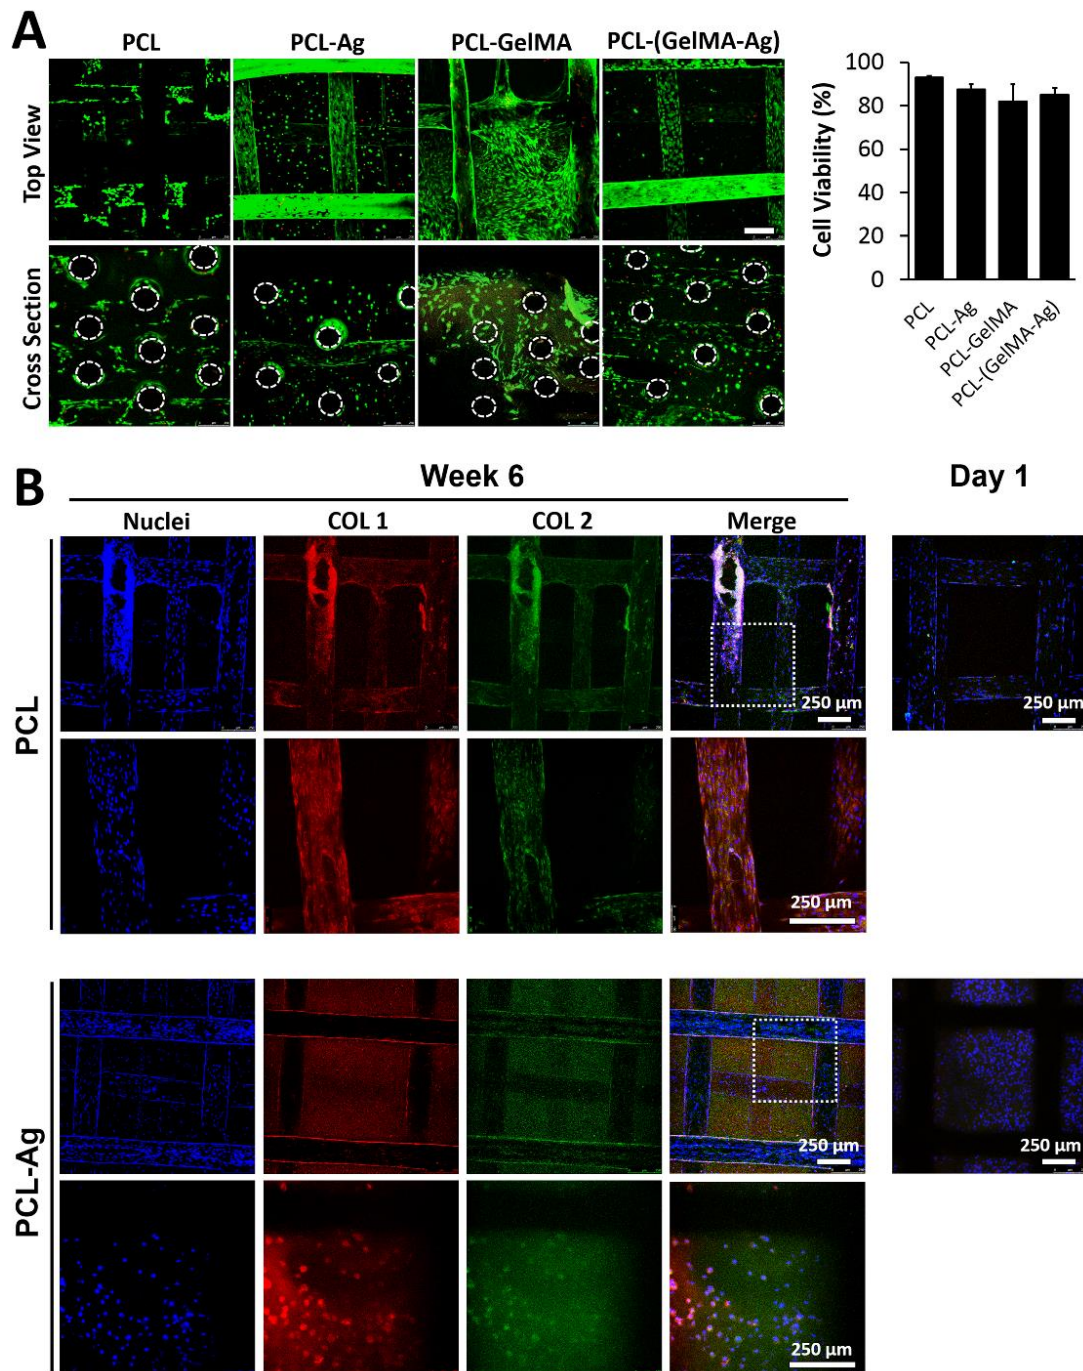 A
PCL PCL-Ag PCL-GelMA PCL-(GelMA-Ag)
Top View
Cross Section
Cell Viability (%)
100
80
60
40
20
0
PCL
PCL-Ag
PCL-GelMA
PCL-(GelMA-Ag)
B
Week 6 Day 1
Nuclei COL 1 COL 2 Merge
PCL
250 µm 250 µm
250 µm
PCL-Ag
250 µm 250 µm
250 µm